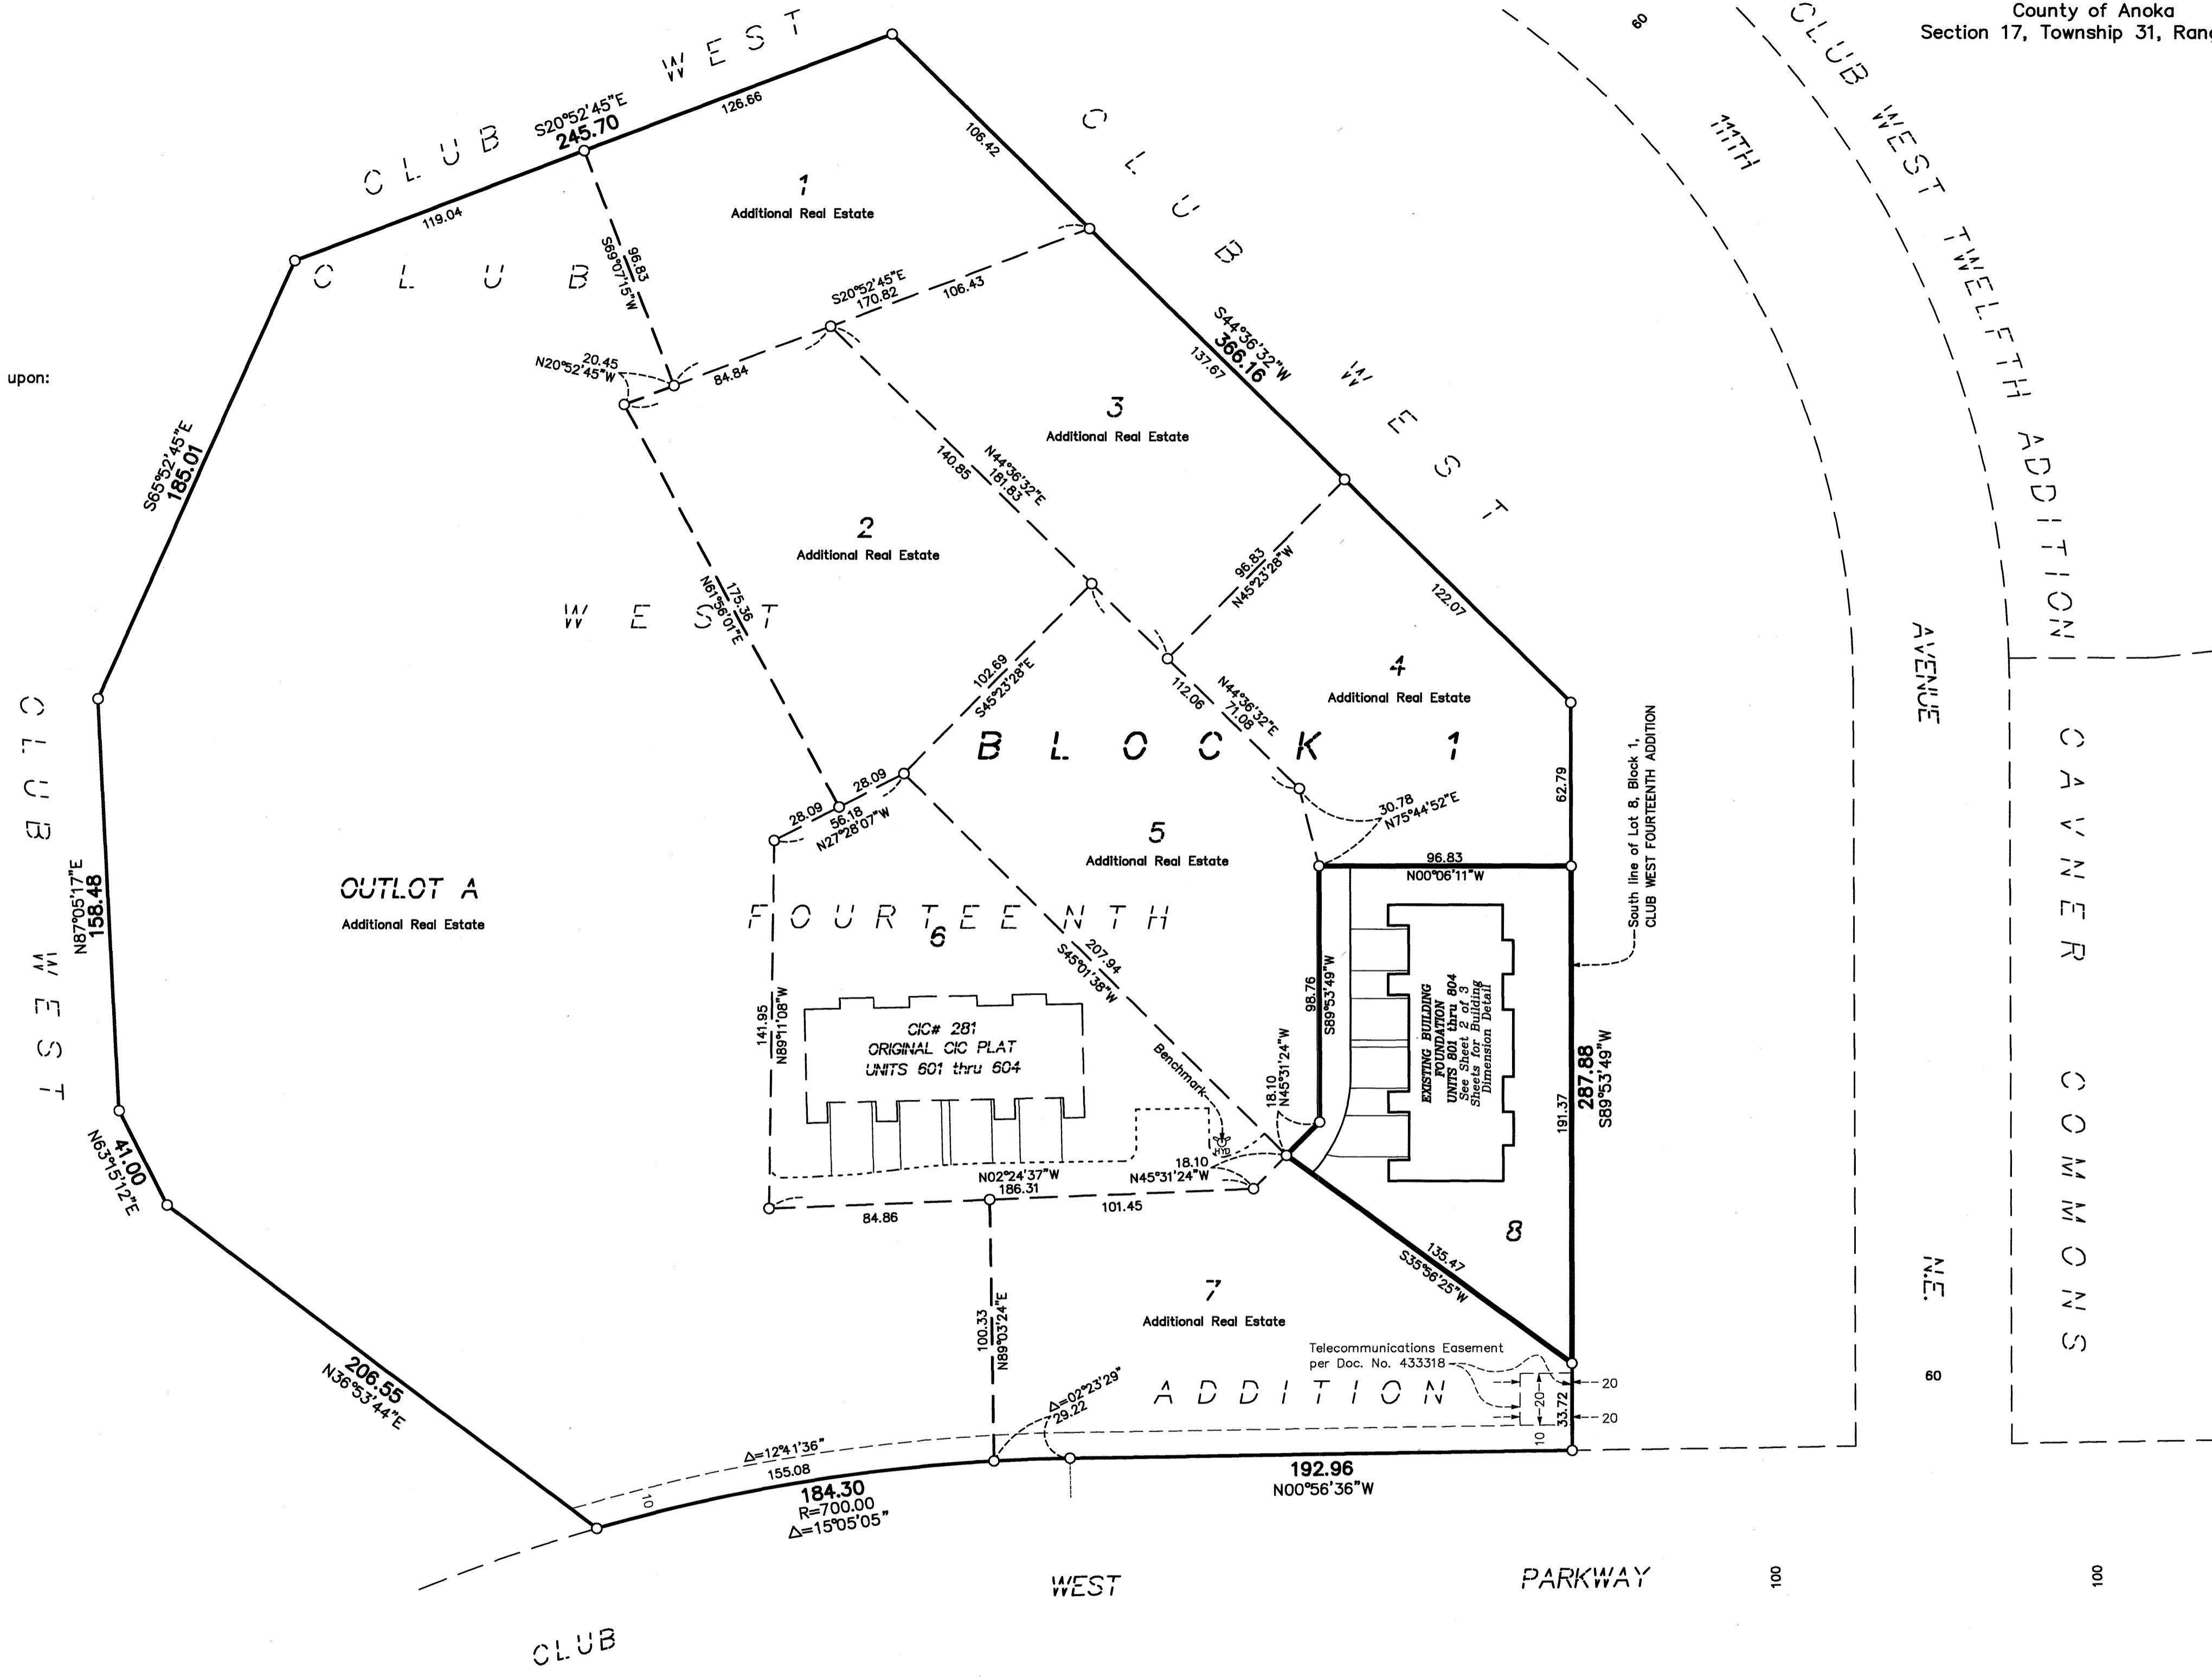 County of Anoka
Section 17, Township 31, Rang
60
CLUB WEST TWELFTH ADDITION
111TH
AVENUE
N.E.
60
CAVNER COMMONS
100
100
upon:
CLUB WEST
S20°52'45"E
245.70
126.66
119.04
CLUB WEST
106.42
S44°36'32"W
366.16
137.67
122.07
1
Additional Real Estate
CLUB
96.83
S69°07'15"W
S20°52'45"E
170.82
106.43
20.45
N20°52'45"W
84.84
S65°52'45"E
185.01
3
Additional Real Estate
N44°36'32"E
181.83
140.85
2
Additional Real Estate
WEST
175.36
N61°56'01"E
96.83
N45°23'28"W
102.69
S45°23'28"E
4
Additional Real Estate
N44°36'32"E
71.08
112.06
BLOCK 1
62.79
South line of Lot 8, Block 1,
CLUB WEST FOURTEENTH ADDITION
CLUB WEST
28.09
28.09
56.18
N27°28'07"W
30.78
N75°44'52"E
5
Additional Real Estate
96.83
N00°06'11"W
N87°05'17"E
158.48
OUTLOT A
Additional Real Estate
FOURTEENTH
6
207.94
S45°01'38"W
98.76
S89°53'49"W
141.95
N89°11'08"W
CIC# 281
ORIGINAL CIC PLAT
UNITS 601 thru 604
EXISTING BUILDING
FOUNDATION
UNITS 801 thru 804
See Sheet 2 of 3
Sheets for Building
Dimension Detail
287.88
S89°53'49"W
191.37
Benchmark
HYD
18.10
N45°31'24"W
18.10
N45°31'24"W
41.00
N63°15'12"E
N02°24'37"W
186.31
84.86
101.45
8
135.47
S35°56'25"W
7
Additional Real Estate
100.33
N89°03'24"E
Telecommunications Easement
per Doc. No. 433318
20
20
20
33.72
10
206.55
N36°53'44"E
ADDITION
Δ=02°23'29"
29.22
Δ=12°41'36"
155.08
184.30
R=700.00
Δ=15°05'05"
10
192.96
N00°56'36"W
CLUB WEST PARKWAY